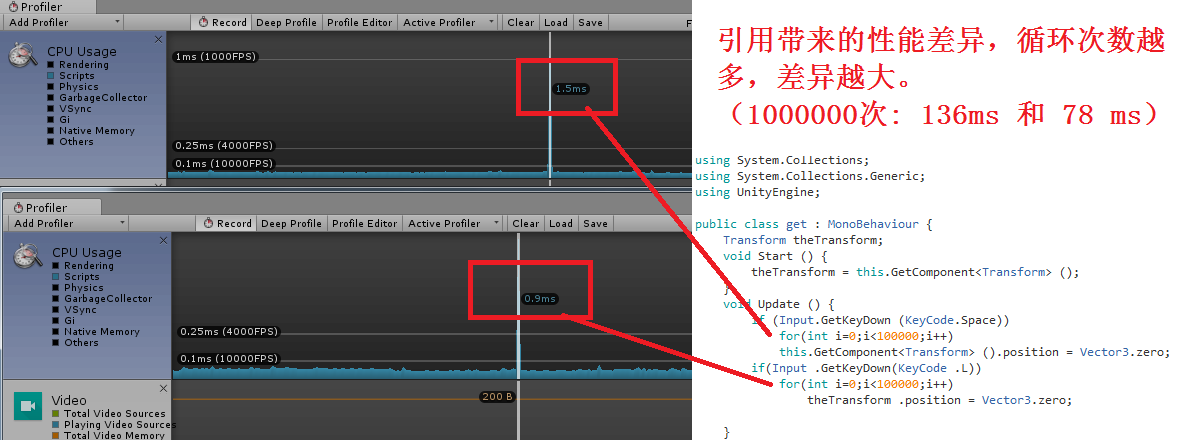 Profiler
Add Profiler
Record
Deep Profile
Profile Editor
Active Profiler
Clear
Load
Save
F
CPU Usage
Rendering
Scripts
Physics
GarbageCollector
VSync
Gi
Native Memory
Others
1ms (1000FPS)
1.5ms
0.25ms (4000FPS)
0.1ms (10000FPS)
Profiler
Add Profiler
Record
Deep Profile
Profile Editor
Active Profiler
Clear
Load
Save
CPU Usage
Rendering
Scripts
Physics
GarbageCollector
VSync
Gi
Native Memory
Others
0.9ms
0.25ms (4000FPS)
0.1ms (10000FPS)
Video
Total Video Sources
Playing Video Sources
Total Video Memory
200 B
引用带来的性能差异，循环次数越
多，差异越大。
（1000000次: 136ms 和 78 ms）
using System.Collections;
using System.Collections.Generic;
using UnityEngine;
public class get : MonoBehaviour {
Transform theTransform;
void Start () {
theTransform = this.GetComponent<Transform> ();
}
void Update () {
if (Input.GetKeyDown (KeyCode.Space))
for(int i=0;i<100000;i++)
this.GetComponent<Transform> ().position = Vector3.zero;
if(Input .GetKeyDown(KeyCode .L))
for(int i=0;i<100000;i++)
theTransform .position = Vector3.zero;
}